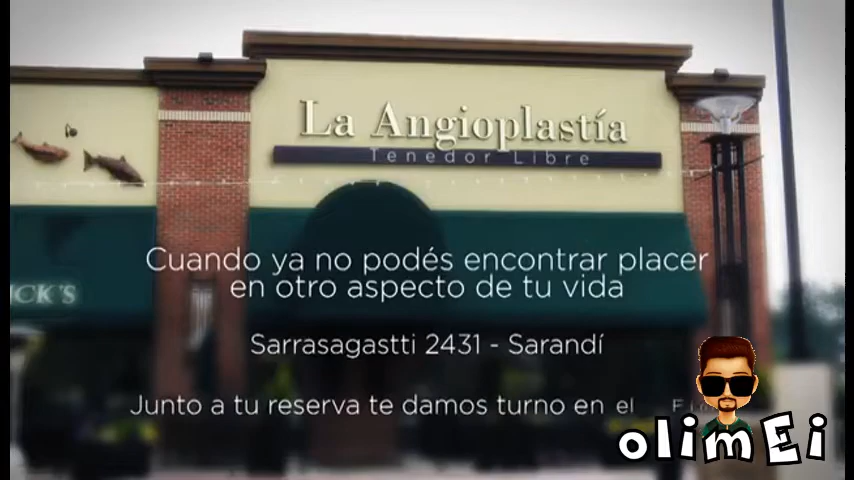 La Angioplastía
Tenedor Libre
CK'S
Cuando ya no podés encontrar placer
en otro aspecto de tu vida
Sarrasagastti 2431 - Sarandí
Junto a tu reserva te damos turno en el
olimEi